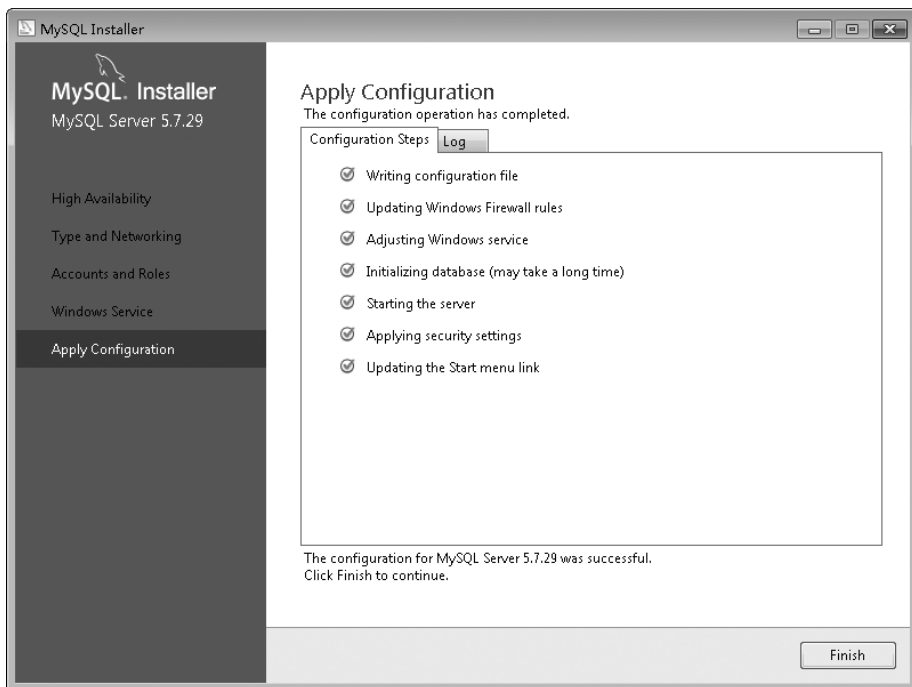 MySQL Installer
MySQL. Installer
MySQL Server 5.7.29
High Availability
Type and Networking
Accounts and Roles
Windows Service
Apply Configuration
Apply Configuration
The configuration operation has completed.
Configuration Steps Log
Writing configuration file
Updating Windows Firewall rules
Adjusting Windows service
Initializing database (may take a long time)
Starting the server
Applying security settings
Updating the Start menu link
The configuration for MySQL Server 5.7.29 was successful.
Click Finish to continue.
Finish